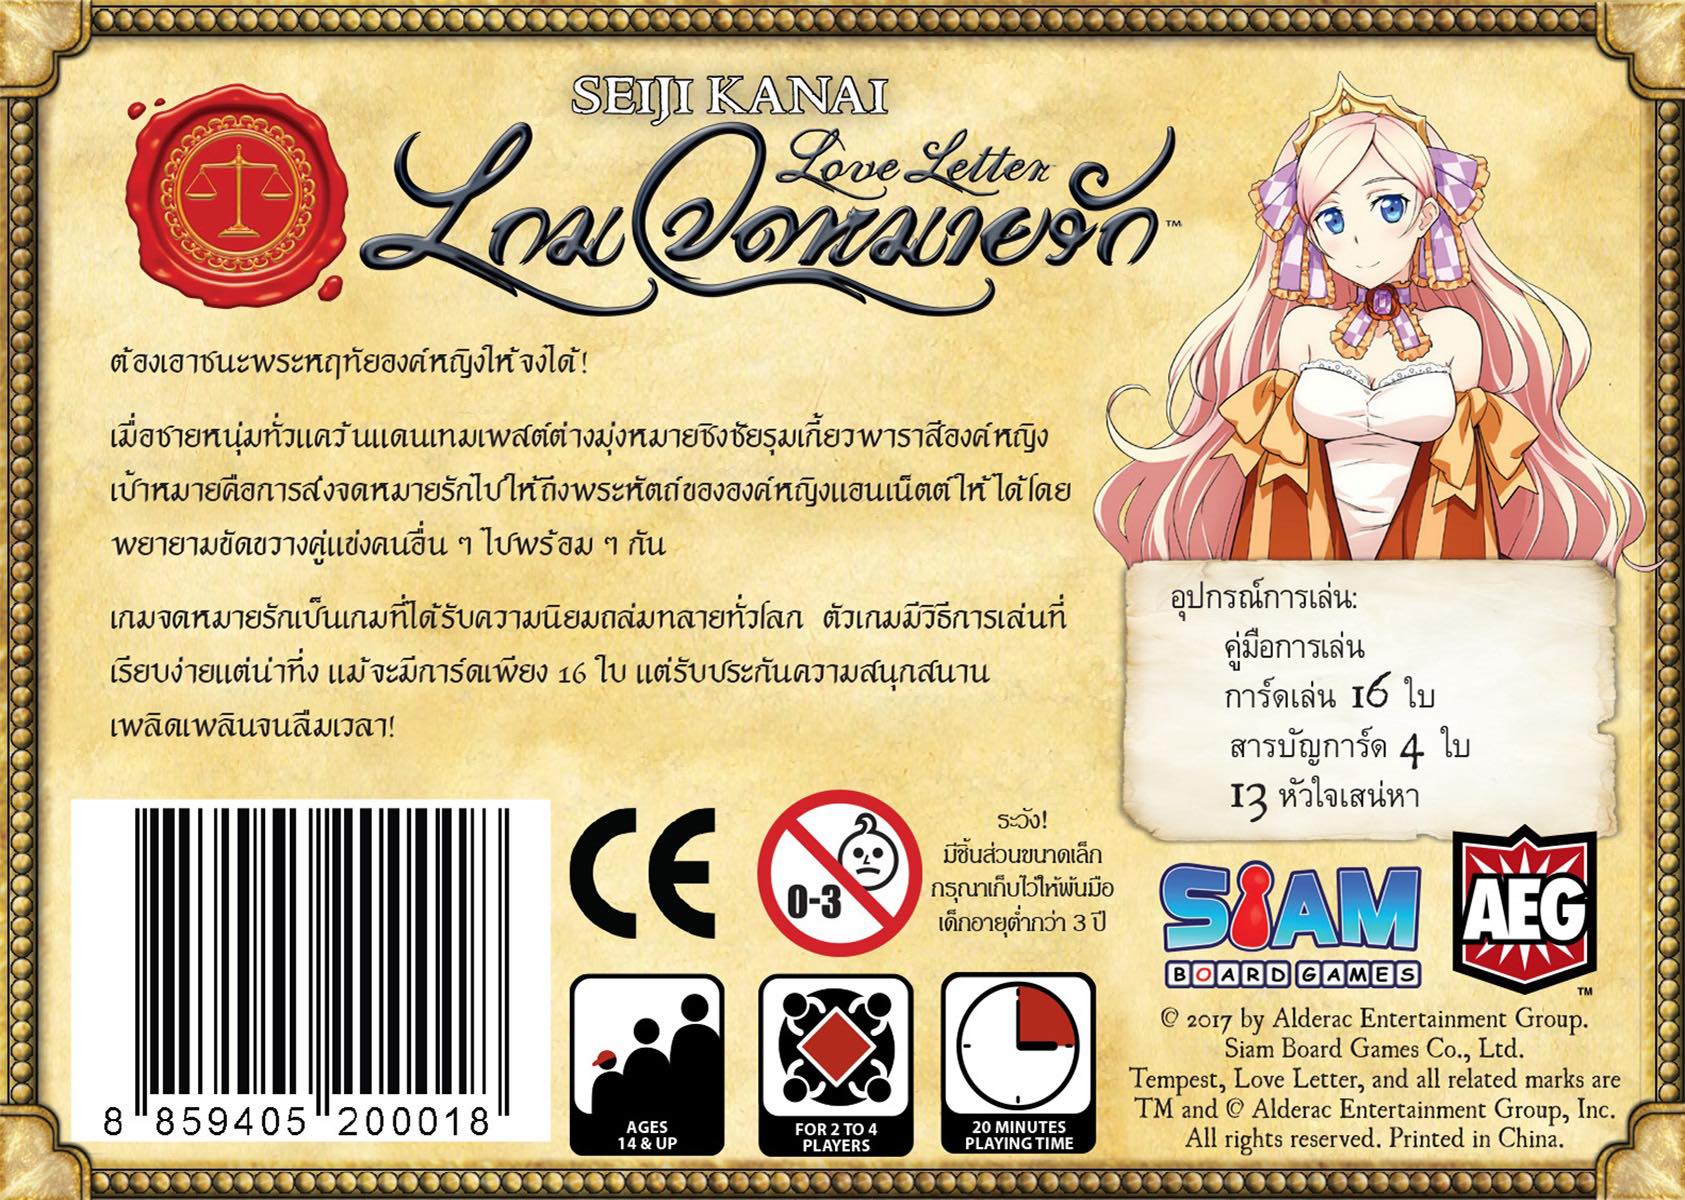 SEIJI KANAI
Love Letter
เกมจดหมายรัก™
ต้องเอาชนะพระหฤทัยองค์หญิงให้จงได้!
เมื่อชายหนุ่มทั่วแคว้นแดนเทมเพสต์ต่างมุ่งหมายชิงชัยรุมเกี้ยวพาราสีองค์หญิง
เป้าหมายคือการส่งจดหมายรักไปให้ถึงพระหัตถ์ขององค์หญิงแอนเน็ตต์ให้ได้โดย
พยายามขัดขวางคู่แข่งคนอื่น ๆ ไปพร้อม ๆ กัน
เกมจดหมายรักเป็นเกมที่ได้รับความนิยมถล่มทลายทั่วโลก ตัวเกมมีวิธีการเล่นที่
เรียบง่ายแต่น่าทึ่ง แม้จะมีการ์ดเพียง 16 ใบ แต่รับประกันความสนุกสนาน
เพลิดเพลินจนลืมเวลา!
อุปกรณ์การเล่น:
คู่มือการเล่น
การ์ดเล่น 16 ใบ
สารบัญการ์ด 4 ใบ
13 หัวใจเสน่หา
8 859405 200018
CE
0-3
ระวัง!
มีชิ้นส่วนขนาดเล็ก
กรุณาเก็บไว้ให้พ้นมือ
เด็กอายุต่ำกว่า 3 ปี
AGES
14 & UP
FOR 2 TO 4
PLAYERS
20 MINUTES
PLAYING TIME
SIAM
BOARD GAMES
AEG
™
© 2017 by Alderac Entertainment Group.
Siam Board Games Co., Ltd.
Tempest, Love Letter, and all related marks are
TM and © Alderac Entertainment Group, Inc.
All rights reserved. Printed in China.